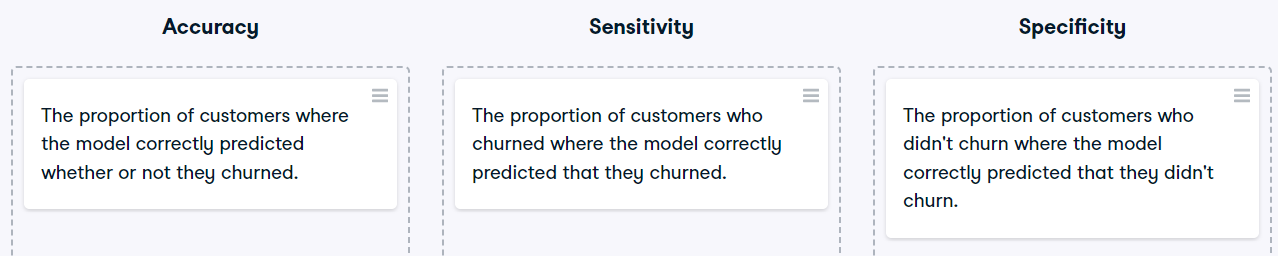 Accuracy
Sensitivity
Specificity
The proportion of customers where
the model correctly predicted
whether or not they churned.
The proportion of customers who
churned where the model correctly
predicted that they churned.
The proportion of customers who
didn't churn where the model
correctly predicted that they didn't
churn.